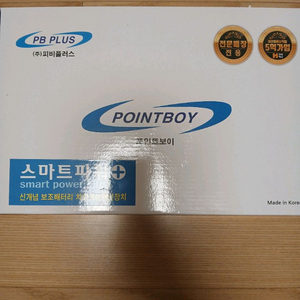 PB PLUS
(주)피비플러스
전문매장
전용
5억가입
POINTBOY
포인트보이
스마트파워
smart power
신개념 보조배터리
Made in Korea